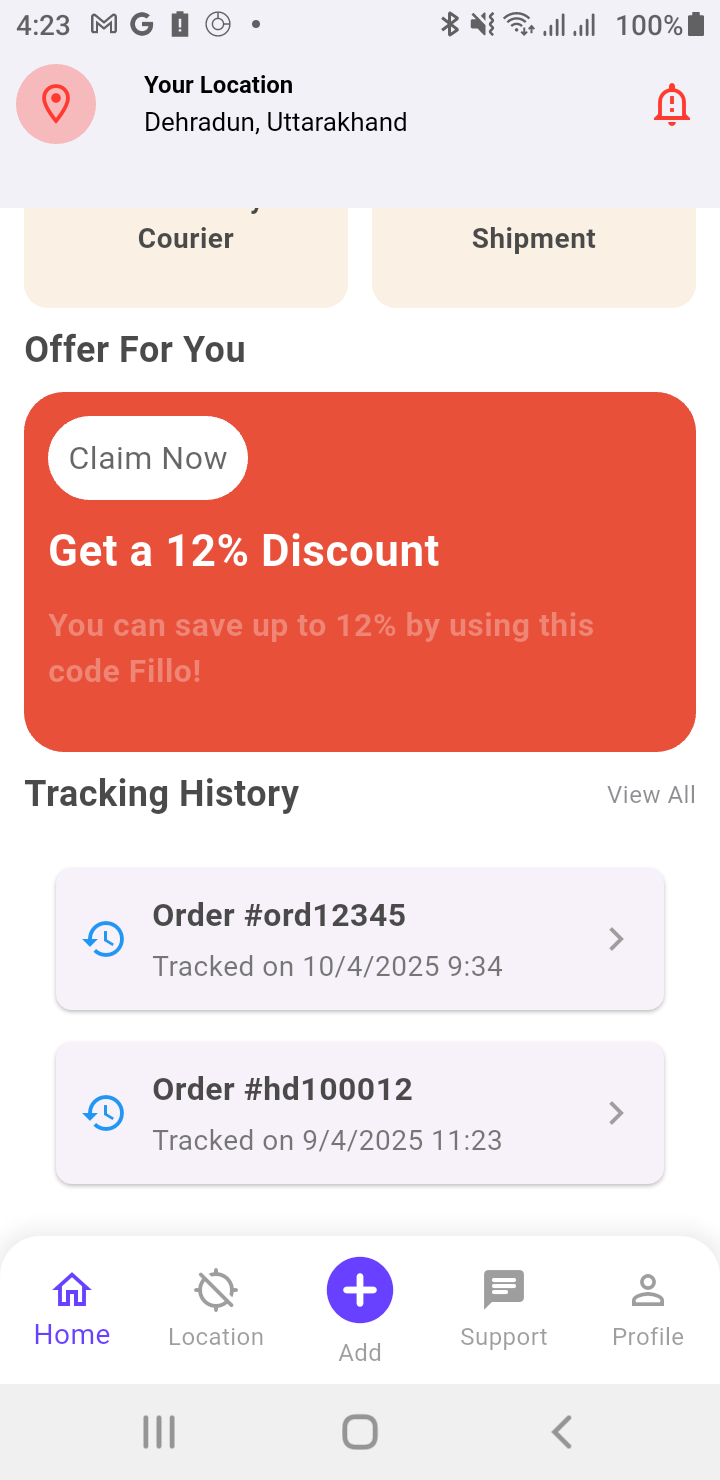 4:23
100%
Your Location
Dehradun, Uttarakhand
Courier
Shipment
Offer For You
Claim Now
Get a 12% Discount
You can save up to 12% by using this
code Fillo!
Tracking History
View All
Order #ord12345
Tracked on 10/4/2025 9:34
Order #hd100012
Tracked on 9/4/2025 11:23
Home
Location
Add
Support
Profile